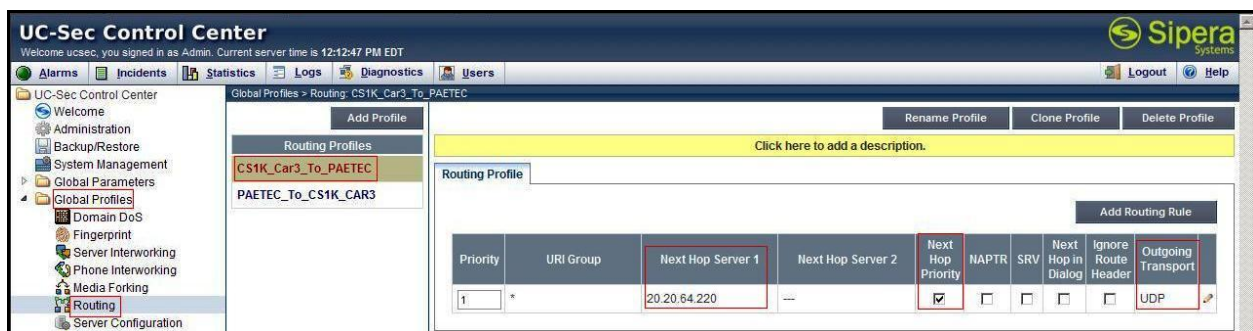 UC-Sec Control Center
Welcome ucsec, you signed in as Admin. Current server time is 12:12:47 PM EDT
Sipera
Systems
Alarms Incidents Statistics Logs Diagnostics Users Logout Help
UC-Sec Control Center
Welcome
Administration
Backup/Restore
System Management
Global Parameters
Global Profiles
Domain DoS
Fingerprint
Server Interworking
Phone Interworking
Media Forking
Routing
Server Configuration
Global Profiles > Routing: CS1K_Car3_To_PAETEC
Add Profile
Routing Profiles
CS1K_Car3_To_PAETEC
PAETEC_To_CS1K_CAR3
Rename Profile Clone Profile Delete Profile
Click here to add a description.
Routing Profile
Add Routing Rule
Priority URI Group Next Hop Server 1 Next Hop Server 2 Next Hop Priority NAPTR SRV Next Hop in Dialog Ignore Route Header Outgoing Transport
1 * 20.20.64.220 --- UDP